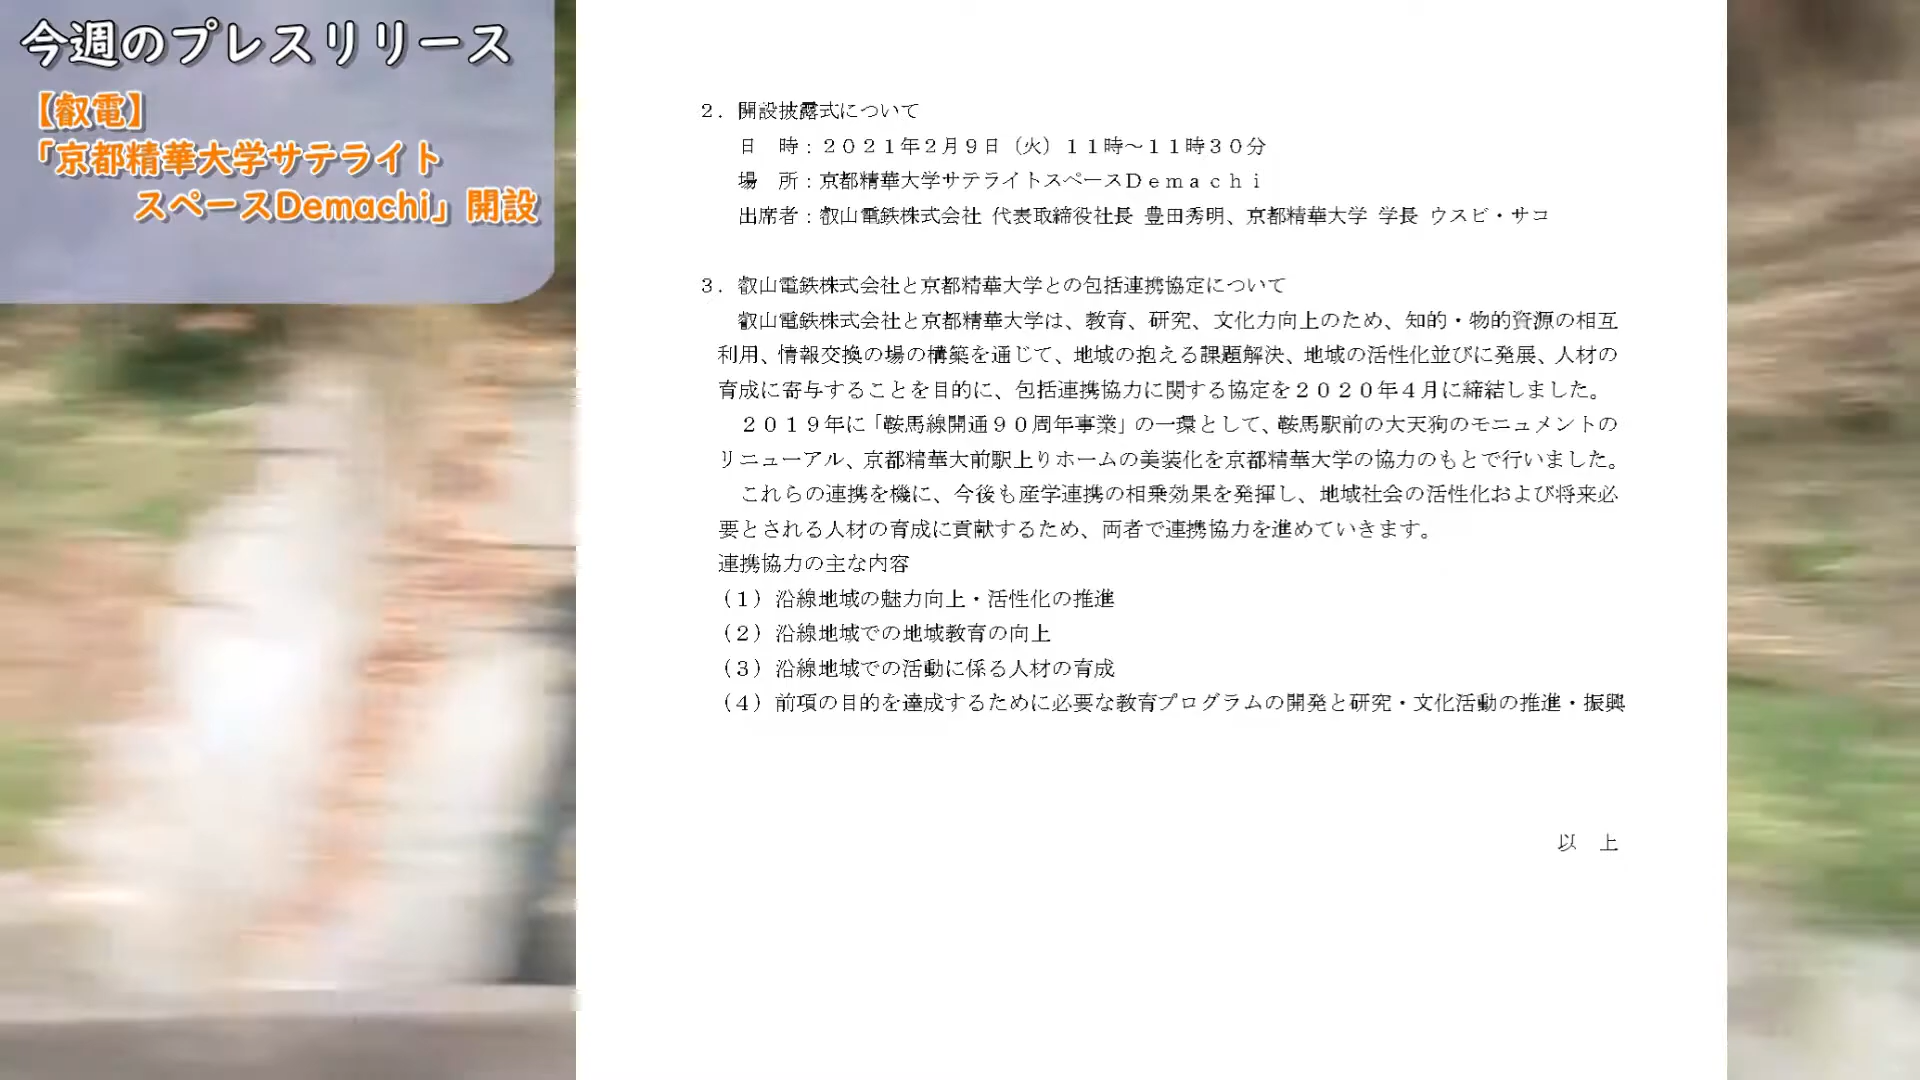 今週のプレスリリース
【叡電】
「京都精華大学サテライト
スペースDemachi」開設
２．開設披露式について
日　時：２０２１年２月９日（火）１１時～１１時３０分
場　所：京都精華大学サテライトスペースＤｅｍａｃｈｉ
出席者：叡山電鉄株式会社 代表取締役社長 豊田秀明、京都精華大学 学長 ウスビ・サコ
３．叡山電鉄株式会社と京都精華大学との包括連携協定について
叡山電鉄株式会社と京都精華大学は、教育、研究、文化力向上のため、知的・物的資源の相互
利用、情報交換の場の構築を通じて、地域の抱える課題解決、地域の活性化並びに発展、人材の
育成に寄与することを目的に、包括連携協力に関する協定を２０２０年４月に締結しました。
２０１９年に「鞍馬線開通９０周年事業」の一環として、鞍馬駅前の大天狗のモニュメントの
リニューアル、京都精華大前駅上りホームの美装化を京都精華大学の協力のもとで行いました。
これらの連携を機に、今後も産学連携の相乗効果を発揮し、地域社会の活性化および将来必
要とされる人材の育成に貢献するため、両者で連携協力を進めていきます。
連携協力の主な内容
（１）沿線地域の魅力向上・活性化の推進
（２）沿線地域での地域教育の向上
（３）沿線地域での活動に係る人材の育成
（４）前項の目的を達成するために必要な教育プログラムの開発と研究・文化活動の推進・振興
以　上